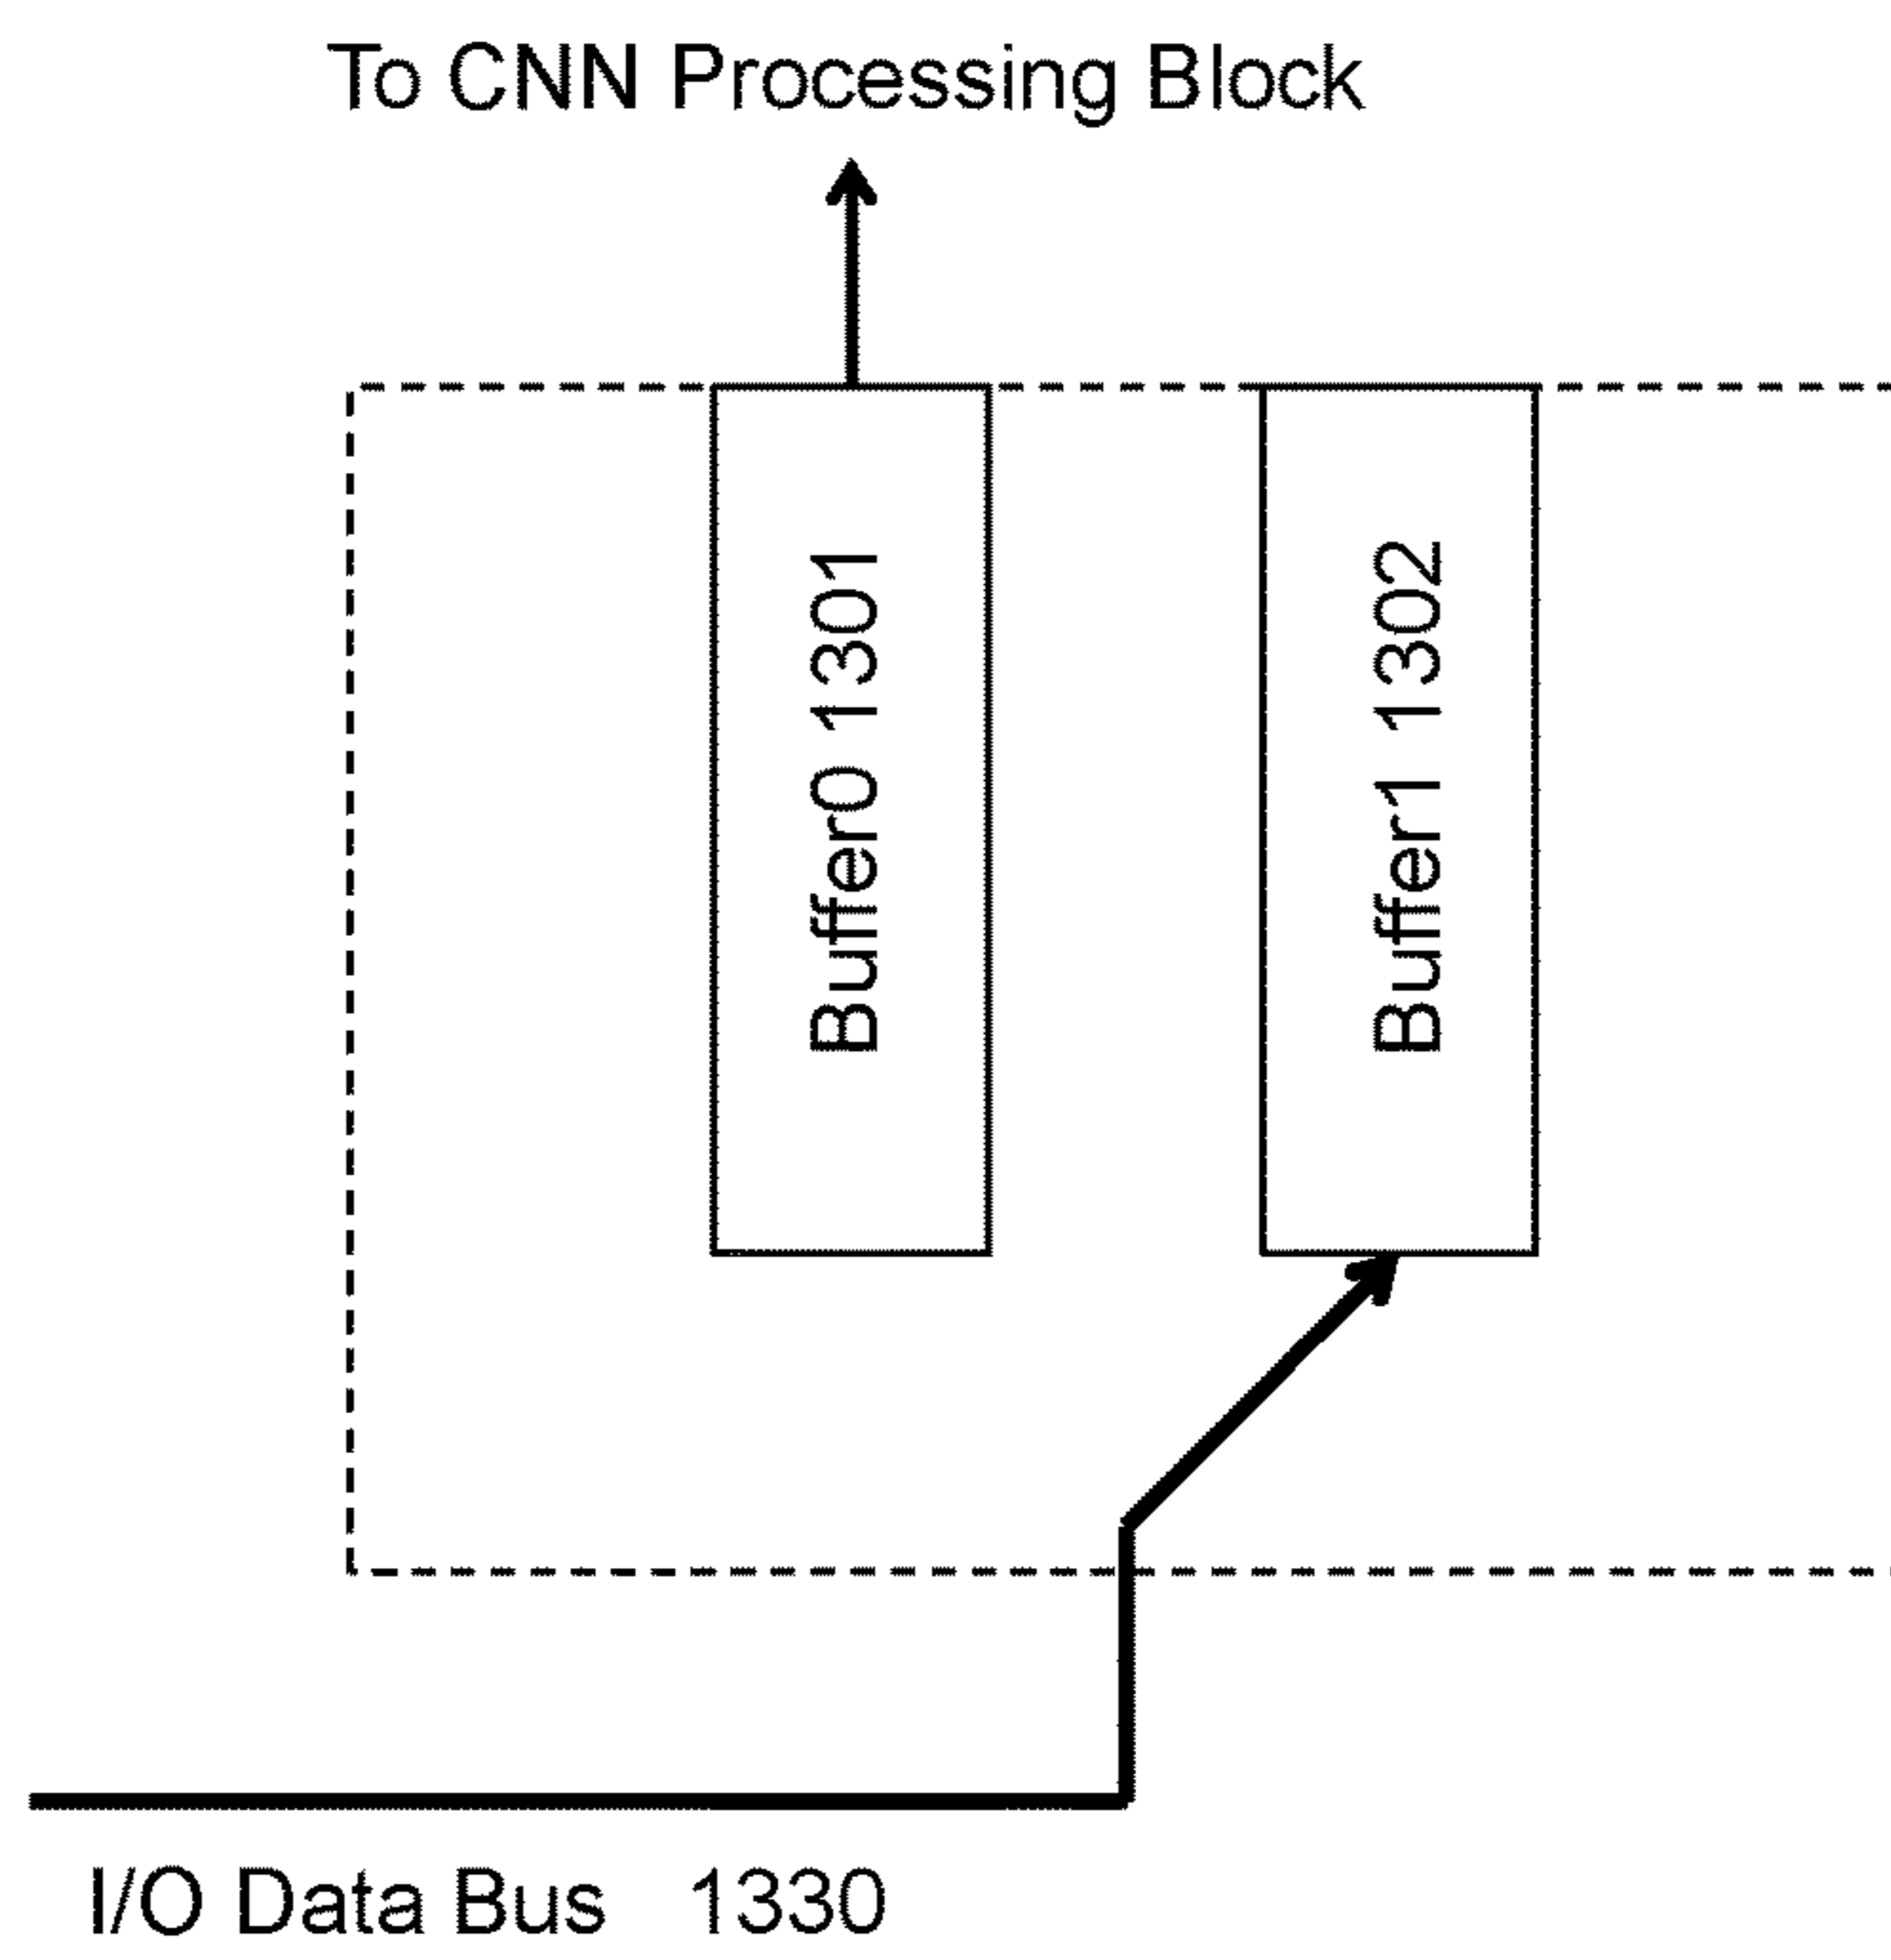 To CNN Processing Block
Buffer0 1301
Buffer1 1302
I/O Data Bus 1330